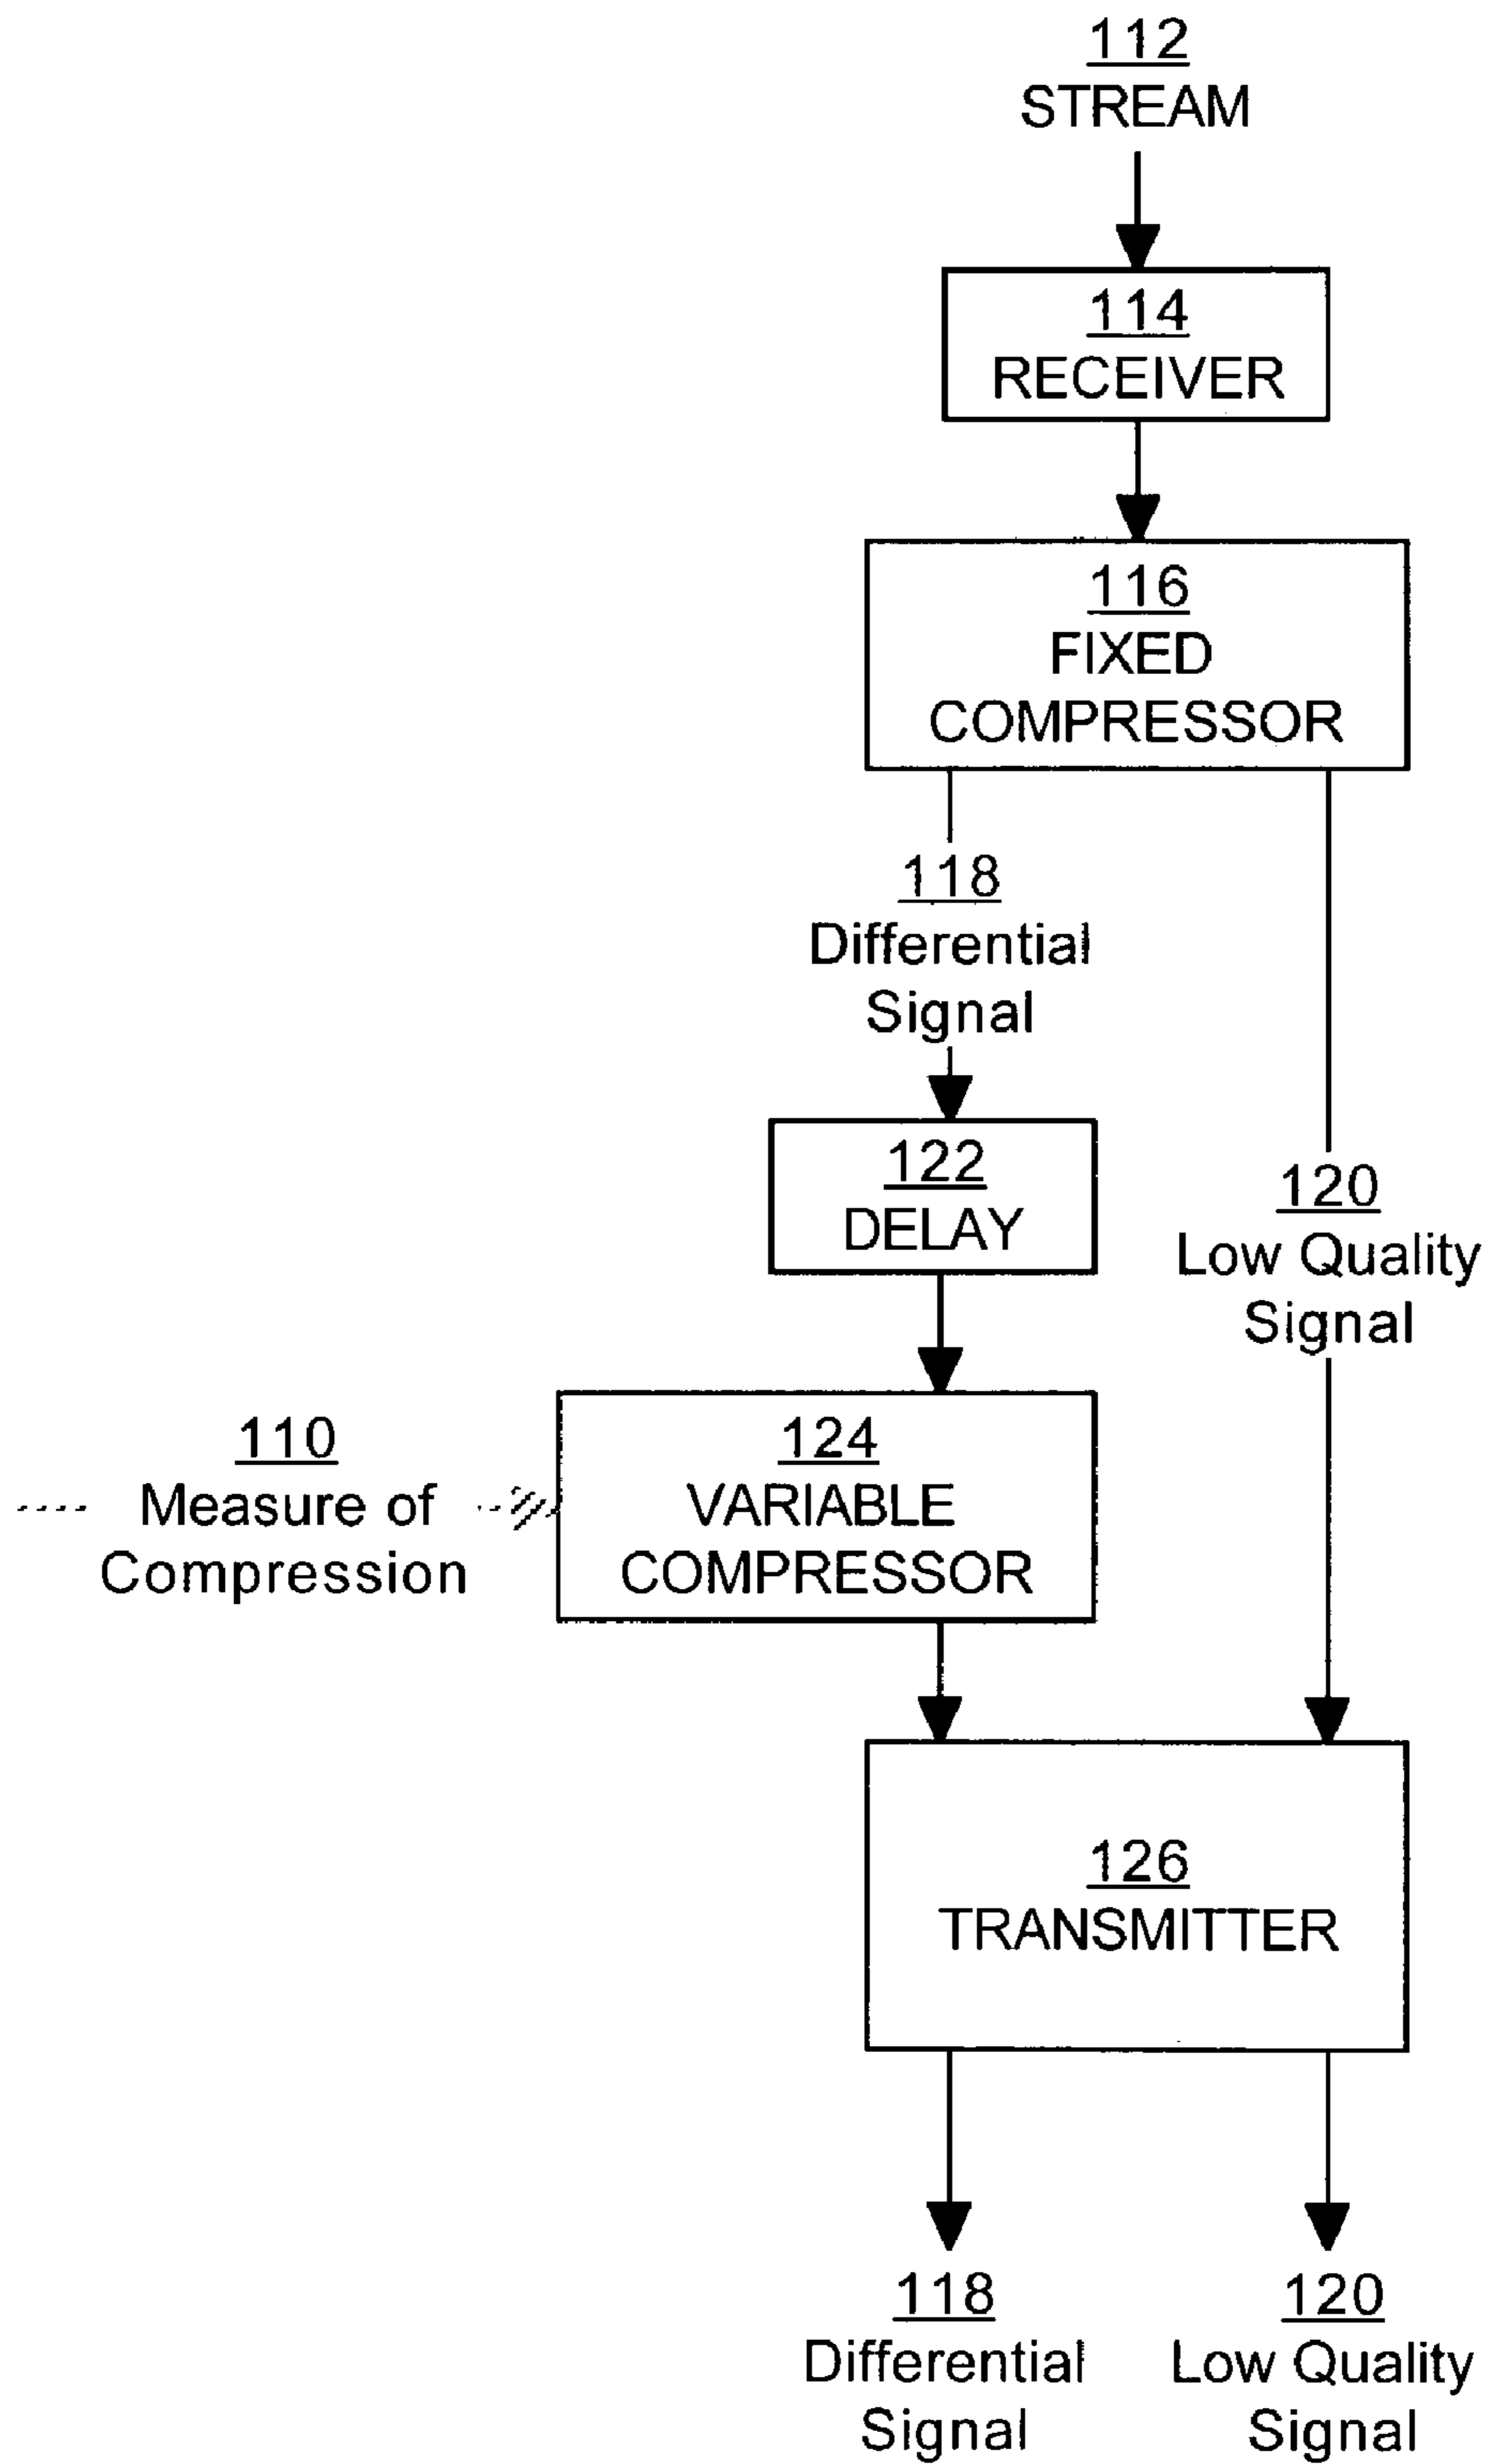 112
STREAM
114
RECEIVER
116
FIXED
COMPRESSOR
118
Differential
Signal
122
DELAY
120
Low Quality
Signal
110
Measure of
Compression
124
VARIABLE
COMPRESSOR
126
TRANSMITTER
118
Differential
Signal
120
Low Quality
Signal